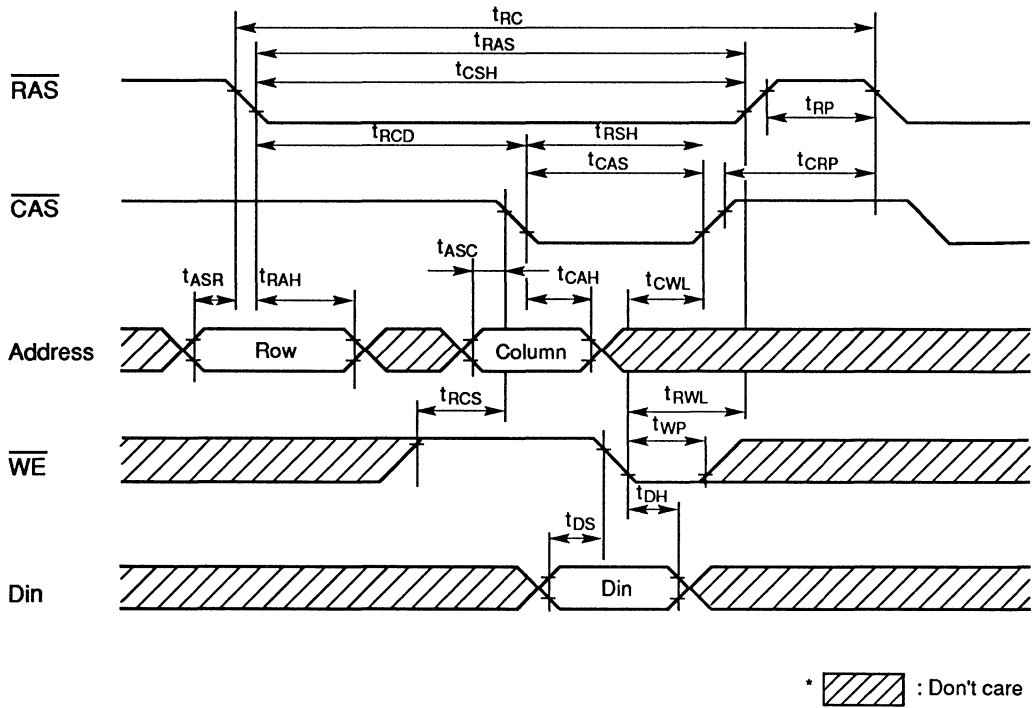 tRC
tRAS
tCSH
RAS
tRP
tRCD
tRSH
tCAS
tCRP
CAS
tASC
tASR
tRAH
tCAH
tCWL
Address
Row
Column
tRCS
tRWL
tWP
WE
tDH
tDS
Din
Din
* : Don't care